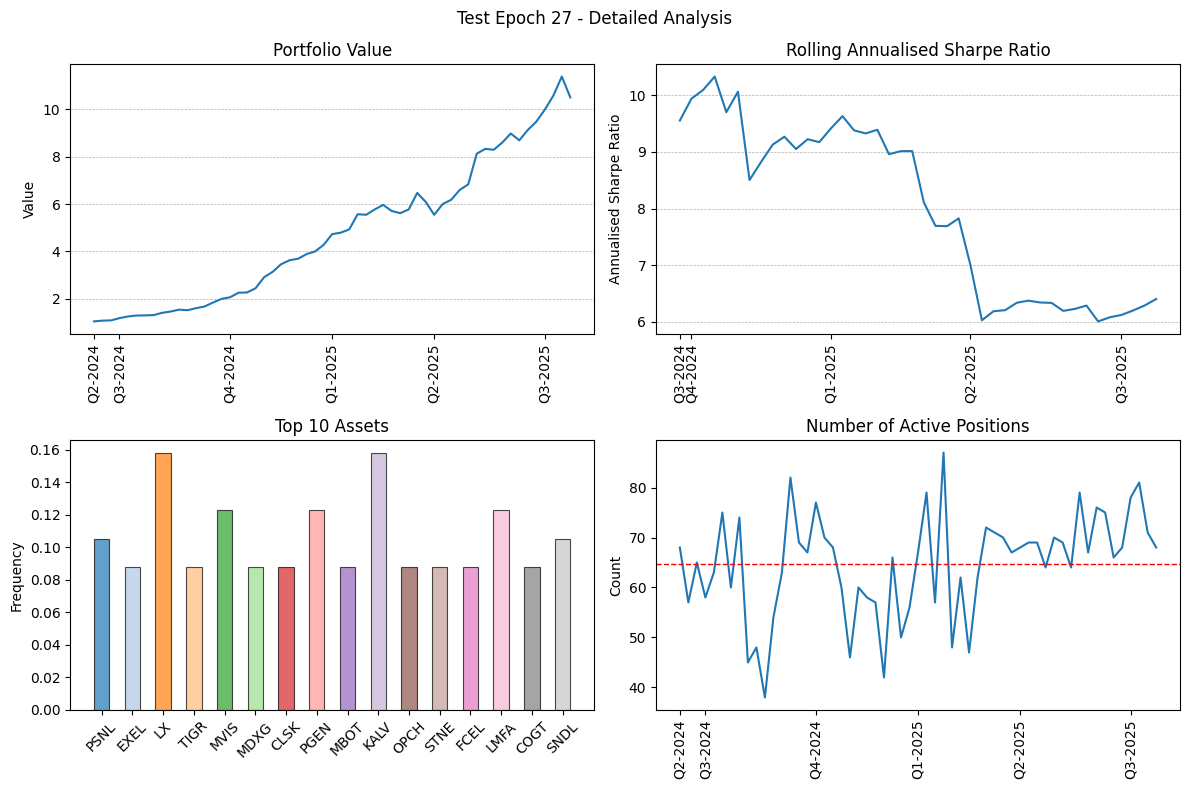 Test Epoch 27 - Detailed Analysis
Portfolio Value
Value
10
8
6
4
2
Q2-2024
Q3-2024
Q4-2024
Q1-2025
Q2-2025
Q3-2025
Rolling Annualised Sharpe Ratio
Annualised Sharpe Ratio
10
9
8
7
6
Q3-2024
Q4-2024
Q1-2025
Q2-2025
Q3-2025
Top 10 Assets
Frequency
0.16
0.14
0.12
0.10
0.08
0.06
0.04
0.02
0.00
PSNL
EXEL
LX
TIGR
MVIS
MDXG
CLSK
PGEN
MBOT
KALV
OPCH
STNE
FCEL
LMFA
COGT
SNDL
Number of Active Positions
Count
80
70
60
50
40
Q2-2024
Q3-2024
Q4-2024
Q1-2025
Q2-2025
Q3-2025